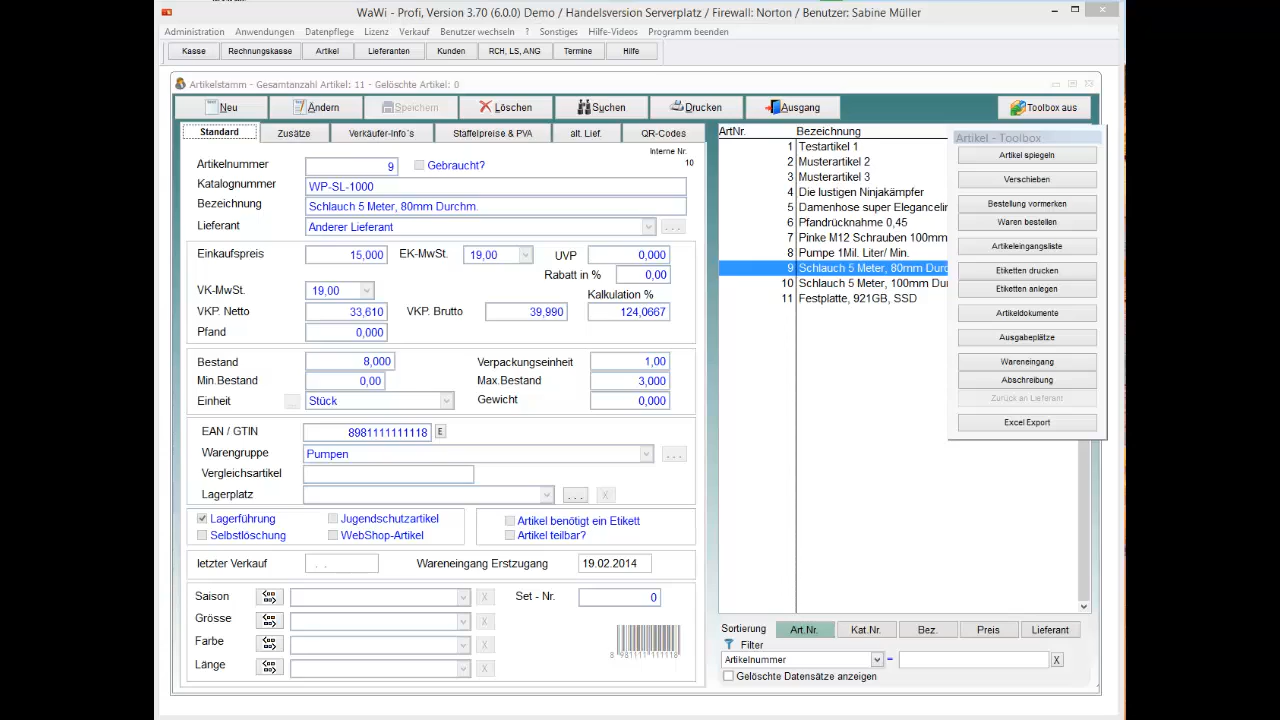 WaWi - Profi, Version 3.70 (6.0.0) Demo / Handelsversion Serverplatz / Firewall: Norton / Benutzer: Sabine Müller
Administration Anwendungen Datenpflege Lizenz Verkauf Benutzer wechseln ? Sonstiges Hilfe-Videos Programm beenden
Kasse Rechnungskasse Artikel Lieferanten Kunden RCH, LS, ANG Termine Hilfe
Artikelstamm - Gesamtanzahl Artikel: 11 - Gelöschte Artikel: 0
Neu Ändern Speichern Löschen Suchen Drucken Ausgang Toolbox aus
Standard Zusätze Verkäufer-Info´s Staffelpreise & PVA alt. Lief. QR-Codes
Interne Nr.
10
Artikelnummer 9 Gebraucht?
Katalognummer WP-SL-1000
Bezeichnung Schlauch 5 Meter, 80mm Durchm.
Lieferant Anderer Lieferant ...
Einkaufspreis 15,000 EK-MwSt. 19,00 UVP 0,000
Rabatt in % 0,00
VK-MwSt. 19,00 Kalkulation %
VKP. Netto 33,610 VKP. Brutto 39,990 124,0667
Pfand 0,000
Bestand 8,000 Verpackungseinheit 1,00
Min.Bestand 0,00 Max.Bestand 3,000
Einheit ... Stück Gewicht 0,000
EAN / GTIN 8981111111118 E
Warengruppe Pumpen ...
Vergleichsartikel
Lagerplatz ... X
Lagerführung Jugendschutzartikel Artikel benötigt ein Etikett
Selbstlöschung WebShop-Artikel Artikel teilbar?
letzter Verkauf . . Wareneingang Erstzugang 19.02.2014
Saison X Set - Nr. 0
Grösse X
Farbe X
Länge X
8 981111 111118
ArtNr. Bezeichnung
1 Testartikel 1
2 Musterartikel 2
3 Musterartikel 3
4 Die lustigen Ninjakämpfer
5 Damenhose super Elegancelin
6 Pfandrücknahme 0,45
7 Pinke M12 Schrauben 100mm
8 Pumpe 1Mil. Liter/ Min.
9 Schlauch 5 Meter, 80mm Durc
10 Schlauch 5 Meter, 100mm Du
11 Festplatte, 921GB, SSD
Artikel - Toolbox
Artikel spiegeln
Verschieben
Bestellung vormerken
Waren bestellen
Artikeleingangsliste
Etiketten drucken
Etiketten anlegen
Artikeldokumente
Ausgabeplätze
Wareneingang
Abschreibung
Zurück an Lieferant
Excel Export
Sortierung Art.Nr. Kat.Nr. Bez. Preis Lieferant
Filter
Artikelnummer = X
Gelöschte Datensätze anzeigen